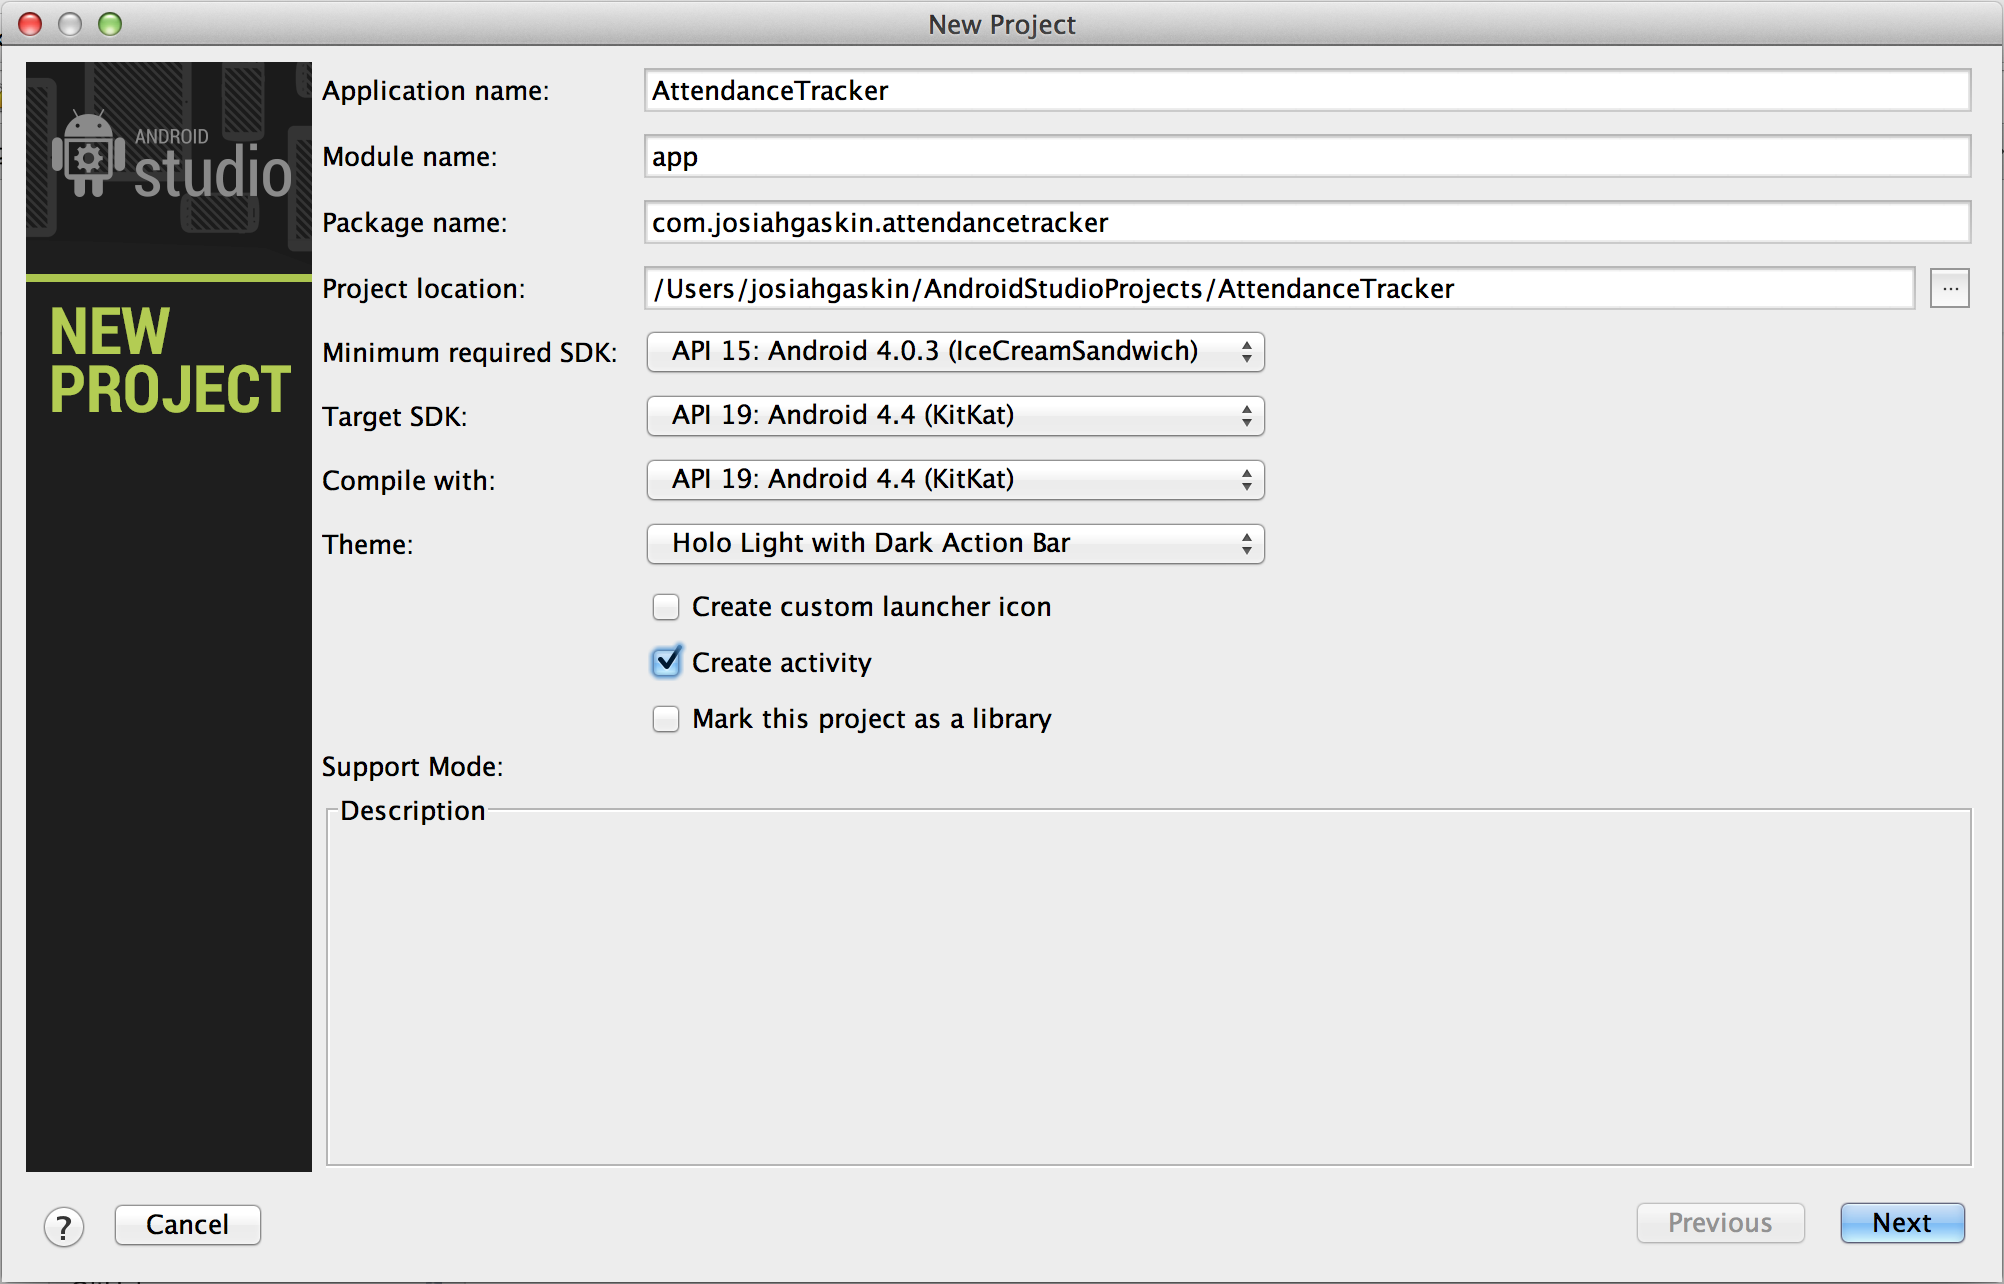 New Project
ANDROID
studio
NEW
PROJECT
Application name: AttendanceTracker
Module name: app
Package name: com.josiahgaskin.attendancetracker
Project location: /Users/josiahgaskin/AndroidStudioProjects/AttendanceTracker ...
Minimum required SDK: API 15: Android 4.0.3 (IceCreamSandwich)
Target SDK: API 19: Android 4.4 (KitKat)
Compile with: API 19: Android 4.4 (KitKat)
Theme: Holo Light with Dark Action Bar
Create custom launcher icon
Create activity
Mark this project as a library
Support Mode:
Description
? Cancel Previous Next